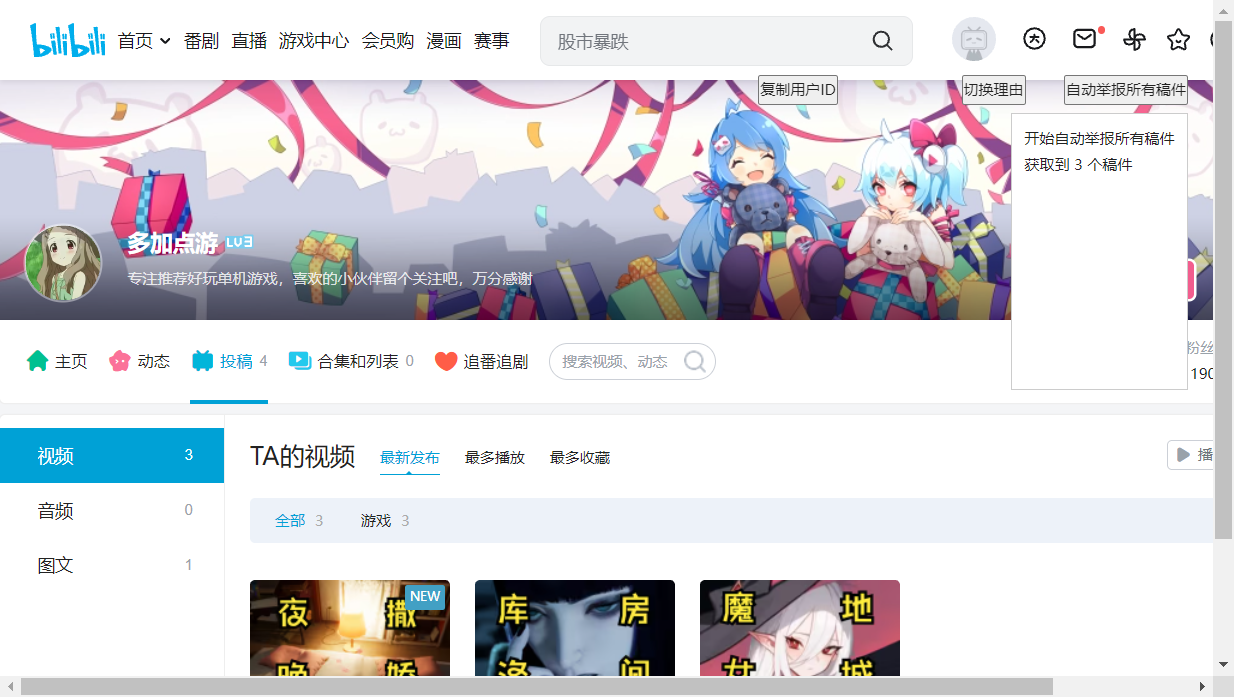 bilibili 首页 番剧 直播 游戏中心 会员购 漫画 赛事 股市暴跌
复制用户ID 切换理由 自动举报所有稿件
开始自动举报所有稿件
获取到 3 个稿件
多加点游 LV3
专注推荐好玩单机游戏，喜欢的小伙伴留个关注吧，万分感谢
主页 动态 投稿 4 合集和列表 0 追番追剧 搜索视频、动态 粉丝
190
视频 3
音频 0
图文 1
TA的视频 最新发布 最多播放 最多收藏 播
全部 3 游戏 3
NEW
夜 撒
晚 娇
库 房
洛 间
魔 地
女 城